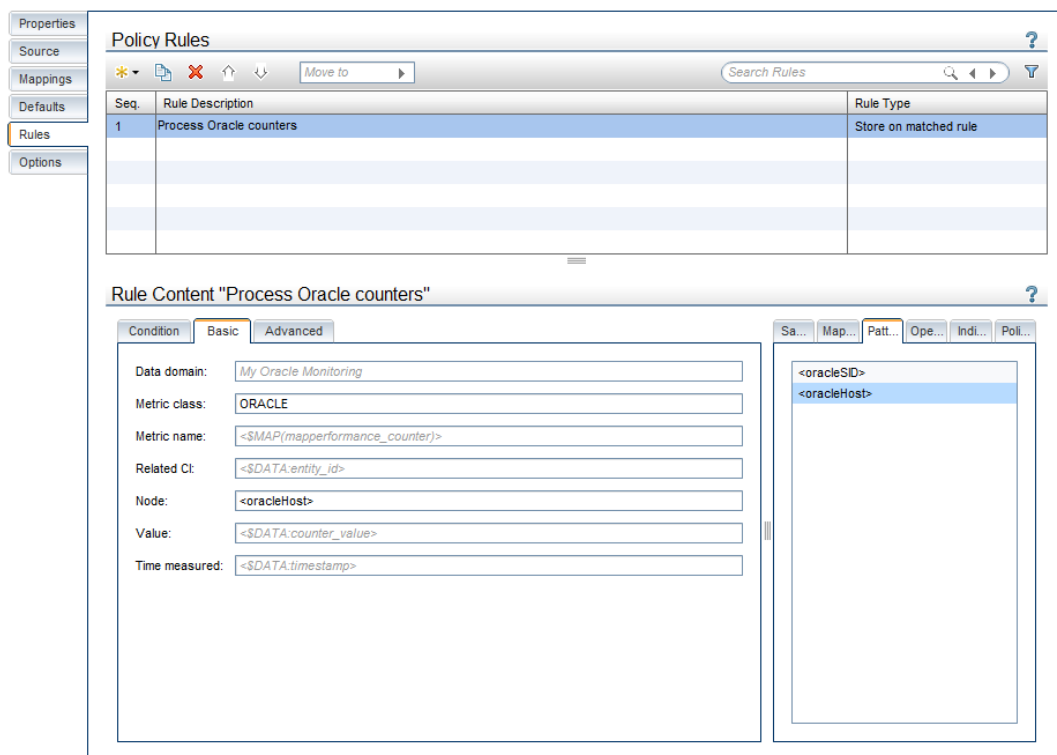 Properties
Source
Mappings
Defaults
Rules
Options
Policy Rules ?
Move to
Search Rules
Seq. Rule Description Rule Type
1 Process Oracle counters Store on matched rule
Rule Content "Process Oracle counters" ?
Condition Basic Advanced
Sa... Map... Patt... Ope... Indi... Poli...
Data domain: My Oracle Monitoring
Metric class: ORACLE
Metric name: <$MAP(mapperformance_counter)>
Related CI: <$DATA:entity_id>
Node: <oracleHost>
Value: <$DATA:counter_value>
Time measured: <$DATA:timestamp>
<oracleSID>
<oracleHost>